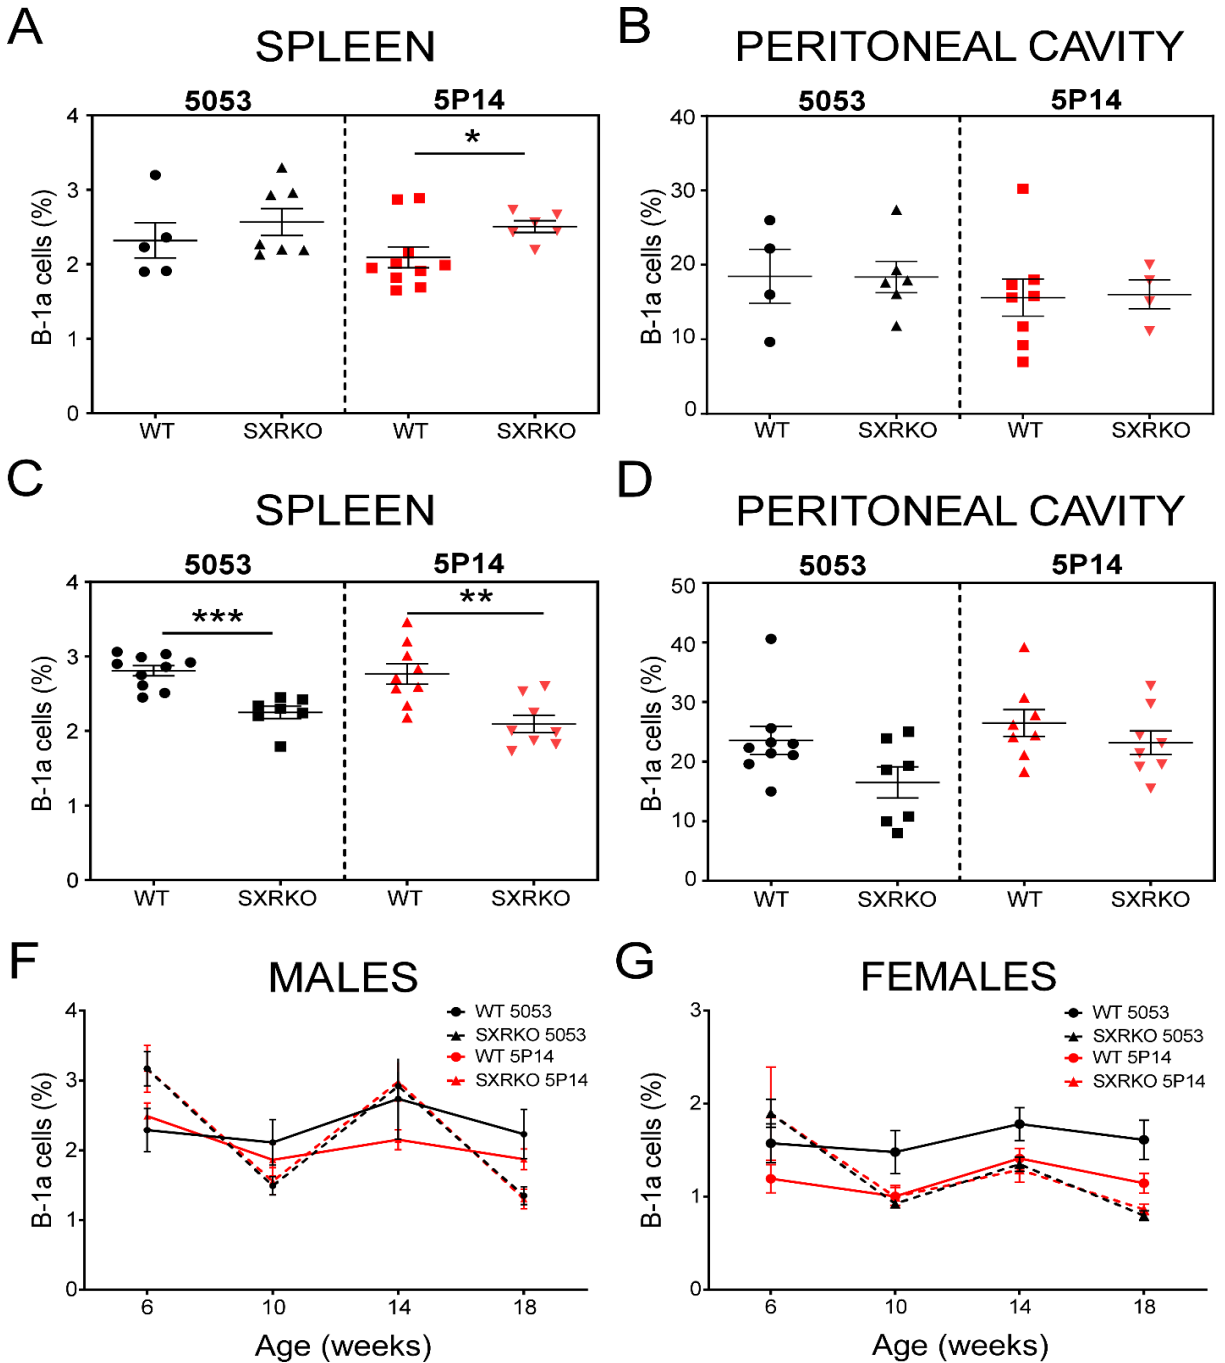 A
SPLEEN
5053
5P14
B-1a cells (%)
4
3
2
1
0
*
WT
SXRKO
WT
SXRKO
B
PERITONEAL CAVITY
5053
5P14
B-1a cells (%)
40
30
20
10
0
WT
SXRKO
WT
SXRKO
C
SPLEEN
5053
5P14
B-1a cells (%)
4
3
2
1
0
***
**
WT
SXRKO
WT
SXRKO
D
PERITONEAL CAVITY
5053
5P14
B-1a cells (%)
50
40
30
20
10
0
WT
SXRKO
WT
SXRKO
F
MALES
B-1a cells (%)
4
3
2
1
0
WT 5053
SXRKO 5053
WT 5P14
SXRKO 5P14
6
10
14
18
Age (weeks)
G
FEMALES
B-1a cells (%)
3
2
1
0
WT 5053
SXRKO 5053
WT 5P14
SXRKO 5P14
6
10
14
18
Age (weeks)